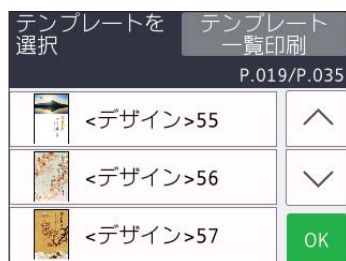 テンプレートを
選択
テンプレート
一覧印刷
P.019/P.035
<デザイン>55
<デザイン>56
<デザイン>57
OK